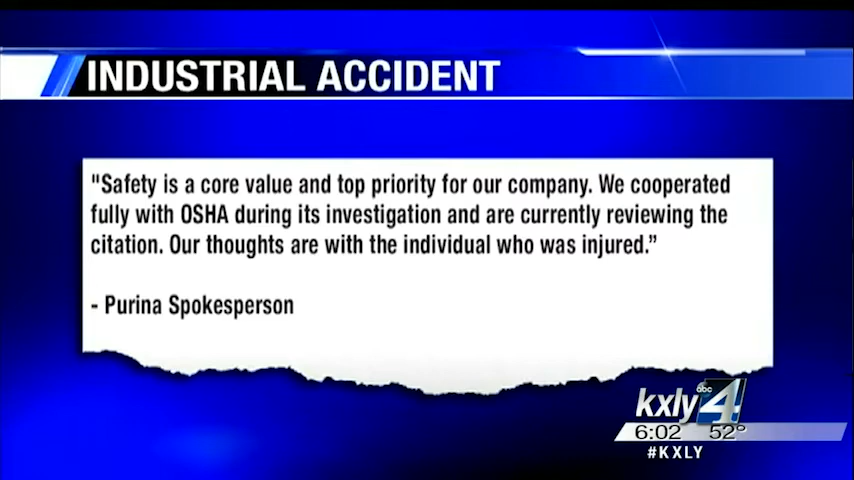 INDUSTRIAL ACCIDENT
"Safety is a core value and top priority for our company. We cooperated
fully with OSHA during its investigation and are currently reviewing the
citation. Our thoughts are with the individual who was injured.”
- Purina Spokesperson
kxly abc 4
6:02 52°
#KXLY